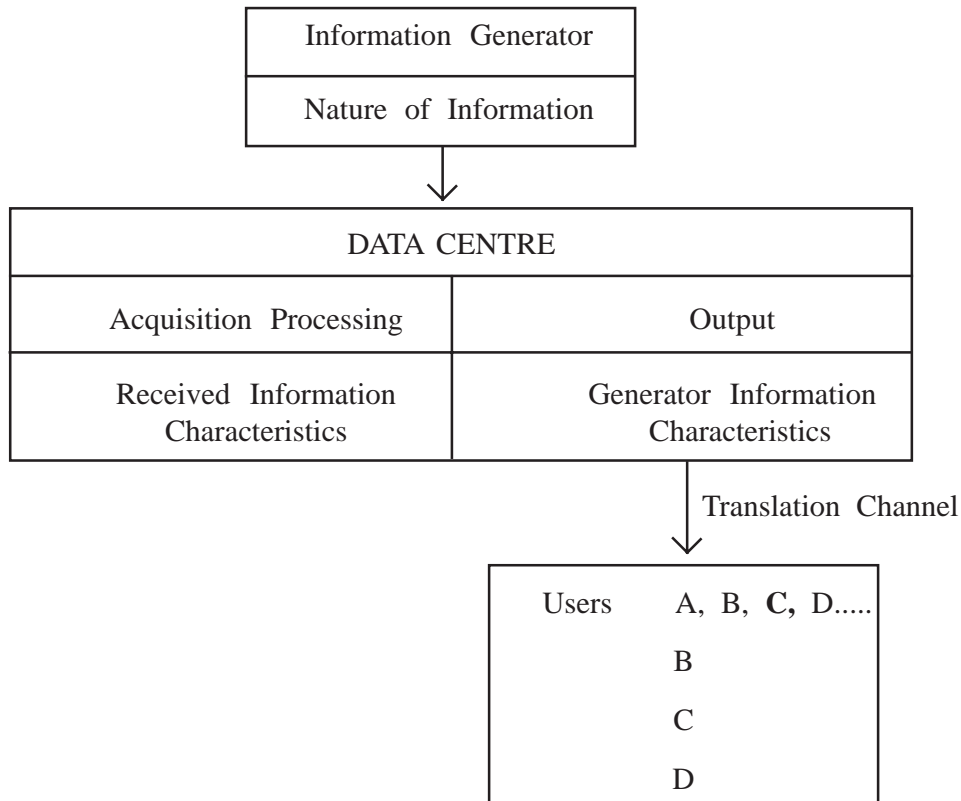 Information Generator
Nature of Information
DATA CENTRE
Acquisition Processing
Output
Received Information
Characteristics
Generator Information
Characteristics
Translation Channel
Users A, B, C, D.....
B
C
D